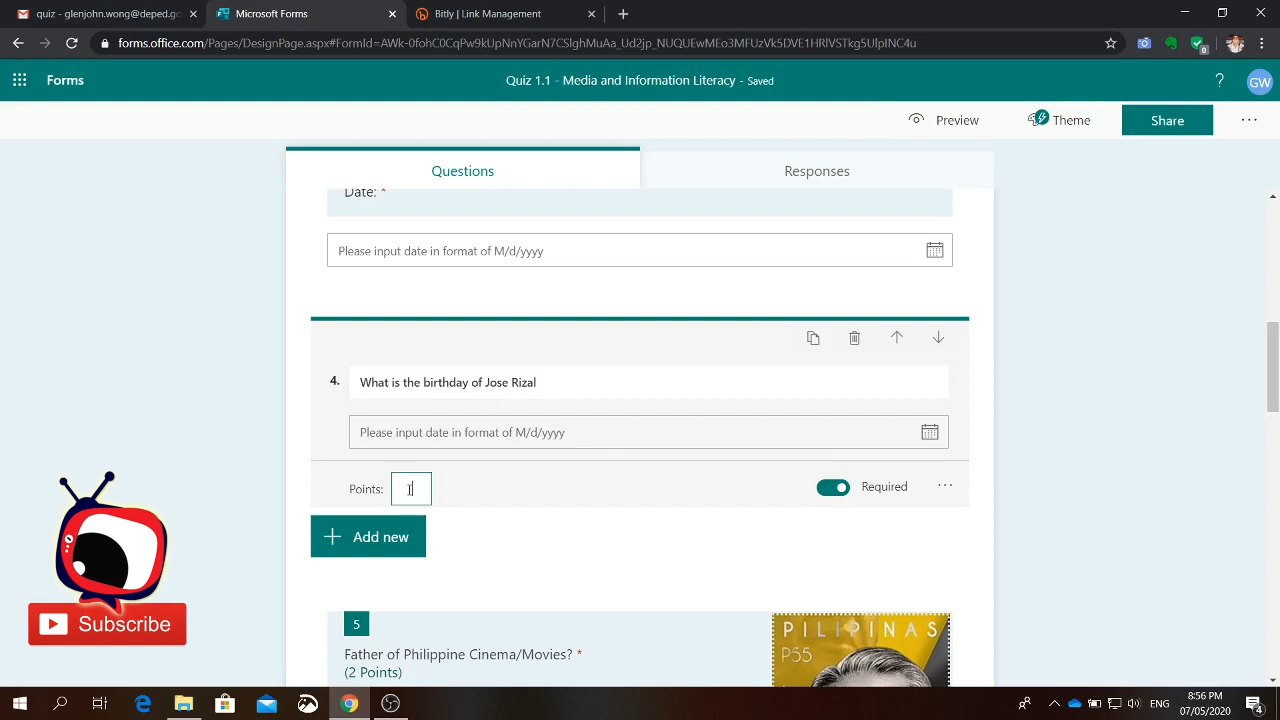 quiz - glenjohn.wong@deped.go
Microsoft Forms
Bitly | Link Management
forms.office.com/Pages/DesignPage.aspx#FormId=AWk-0fohC0CqPw9kUpNnYGarN7CSlghMuAa_Ud2jp_NUQUEwMEo3MFUzVk5DVE1HRlVSTkg5UlpINC4u
Forms
Quiz 1.1 - Media and Information Literacy - Saved
?
GW
Preview
Theme
Share
Questions
Responses
Date: *
Please input date in format of M/d/yyyy
4.
What is the birthday of Jose Rizal
Please input date in format of M/d/yyyy
Points:
Required
Add new
Subscribe
5
Father of Philippine Cinema/Movies? *
(2 Points)
PILIPINAS
P55
ENG
8:56 PM
07/05/2020
4